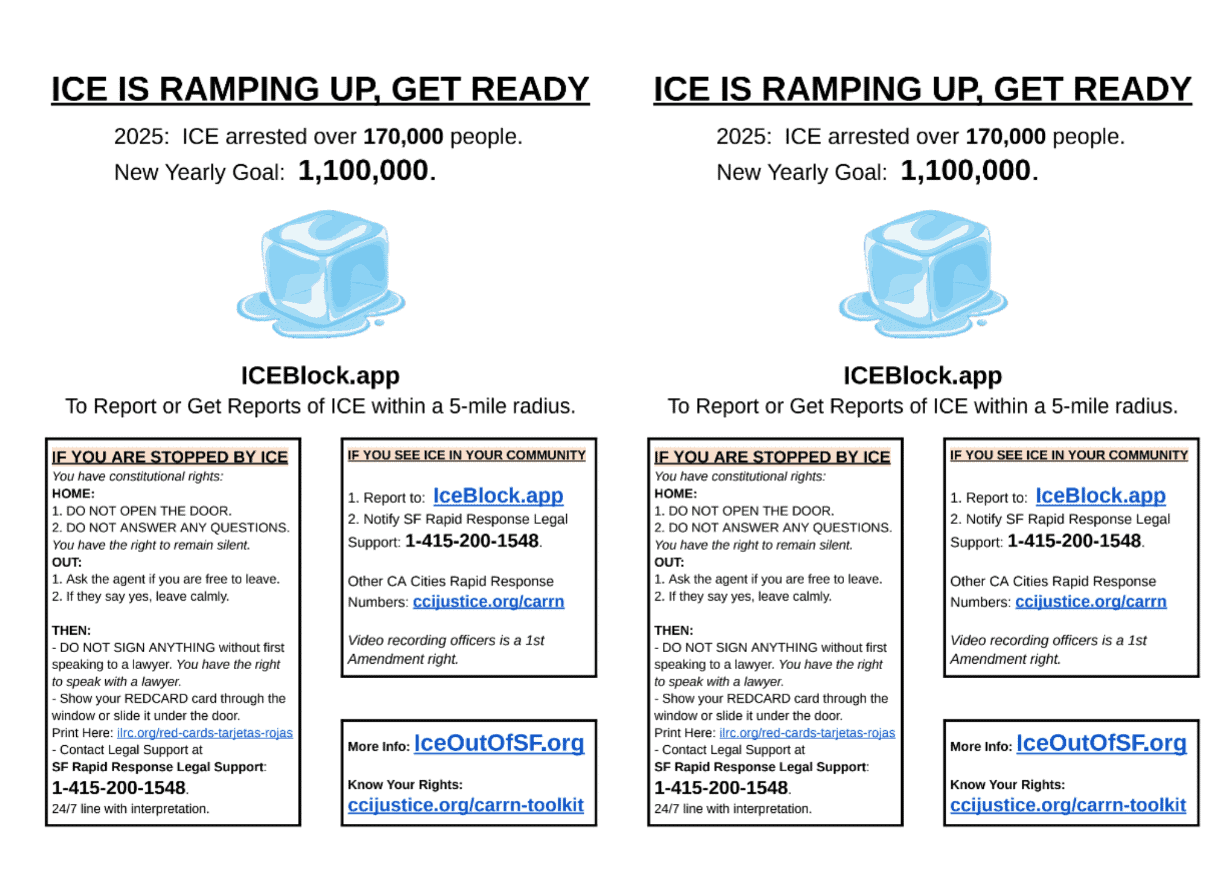 ICE IS RAMPING UP, GET READY
2025:  ICE arrested over 170,000 people.
New Yearly Goal:  1,100,000.
ICEBlock.app
To Report or Get Reports of ICE within a 5-mile radius.
IF YOU ARE STOPPED BY ICE
You have constitutional rights:
HOME:
1. DO NOT OPEN THE DOOR.
2. DO NOT ANSWER ANY QUESTIONS.
You have the right to remain silent.
OUT:
1. Ask the agent if you are free to leave.
2. If they say yes, leave calmly.
THEN:
- DO NOT SIGN ANYTHING without first
speaking to a lawyer. You have the right
to speak with a lawyer.
- Show your REDCARD card through the
window or slide it under the door.
Print Here: ilrc.org/red-cards-tarjetas-rojas
- Contact Legal Support at
SF Rapid Response Legal Support:
1-415-200-1548.
24/7 line with interpretation.
IF YOU SEE ICE IN YOUR COMMUNITY
1. Report to:  IceBlock.app
2. Notify SF Rapid Response Legal
Support: 1-415-200-1548.
Other CA Cities Rapid Response
Numbers: ccijustice.org/carrn
Video recording officers is a 1st
Amendment right.
More Info: IceOutOfSF.org
Know Your Rights:
ccijustice.org/carrn-toolkit
ICE IS RAMPING UP, GET READY
2025:  ICE arrested over 170,000 people.
New Yearly Goal:  1,100,000.
ICEBlock.app
To Report or Get Reports of ICE within a 5-mile radius.
IF YOU ARE STOPPED BY ICE
You have constitutional rights:
HOME:
1. DO NOT OPEN THE DOOR.
2. DO NOT ANSWER ANY QUESTIONS.
You have the right to remain silent.
OUT:
1. Ask the agent if you are free to leave.
2. If they say yes, leave calmly.
THEN:
- DO NOT SIGN ANYTHING without first
speaking to a lawyer. You have the right
to speak with a lawyer.
- Show your REDCARD card through the
window or slide it under the door.
Print Here: ilrc.org/red-cards-tarjetas-rojas
- Contact Legal Support at
SF Rapid Response Legal Support:
1-415-200-1548.
24/7 line with interpretation.
IF YOU SEE ICE IN YOUR COMMUNITY
1. Report to:  IceBlock.app
2. Notify SF Rapid Response Legal
Support: 1-415-200-1548.
Other CA Cities Rapid Response
Numbers: ccijustice.org/carrn
Video recording officers is a 1st
Amendment right.
More Info: IceOutOfSF.org
Know Your Rights:
ccijustice.org/carrn-toolkit